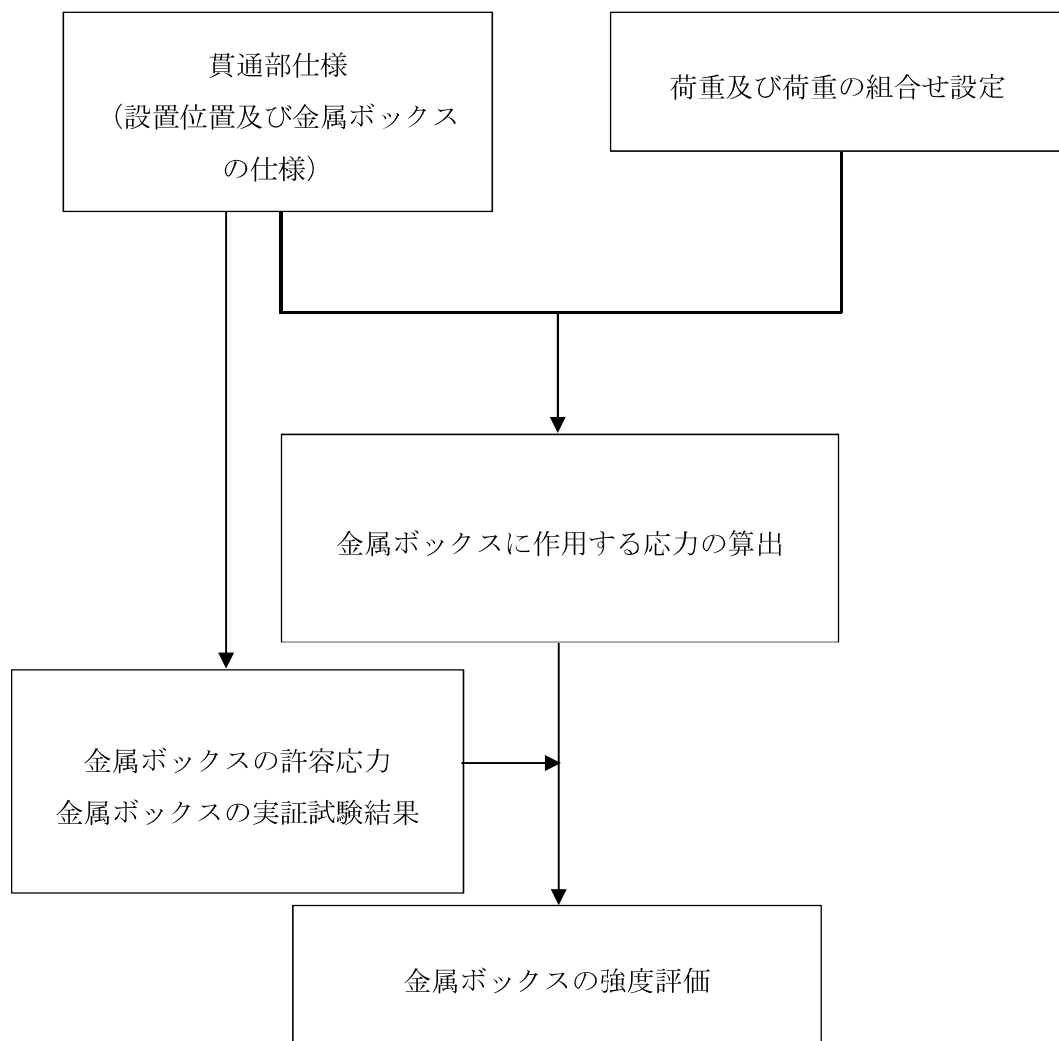 貫通部仕様
（設置位置及び金属ボックス
の仕様）
荷重及び荷重の組合せ設定
金属ボックスに作用する応力の算出
金属ボックスの許容応力
金属ボックスの実証試験結果
金属ボックスの強度評価